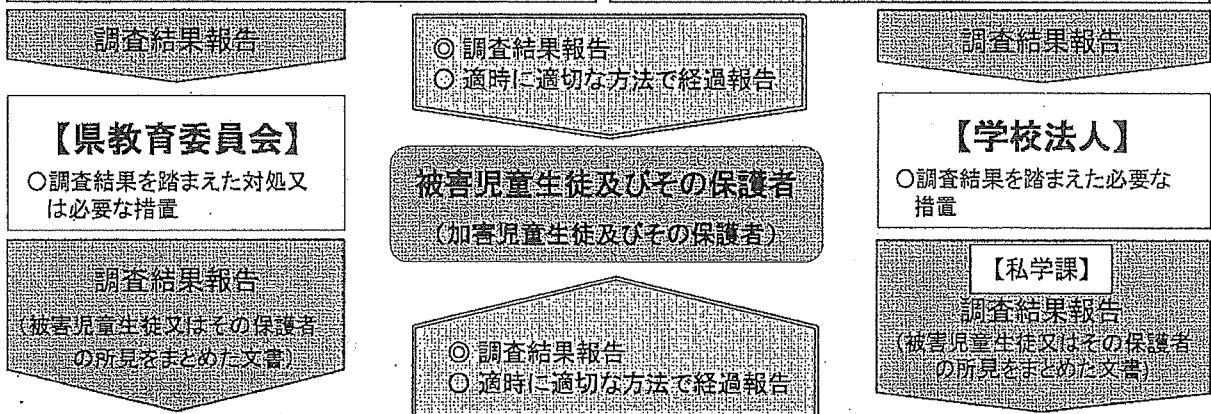 調査結果報告
【県教育委員会】
〇調査結果を踏まえた対処又
は必要な措置
調査結果報告
(被害児童生徒又はその保護者
の所見をまとめた文書)
◎ 調査結果報告
〇 適時に適切な方法で経過報告
被害児童生徒及びその保護者
(加害児童生徒及びその保護者)
◎ 調査結果報告
〇 適時に適切な方法で経過報告
調査結果報告
【学校法人】
〇調査結果を踏まえた必要な
措置
【私学課】
調査結果報告
(被害児童生徒又はその保護者
の所見をまとめた文書)